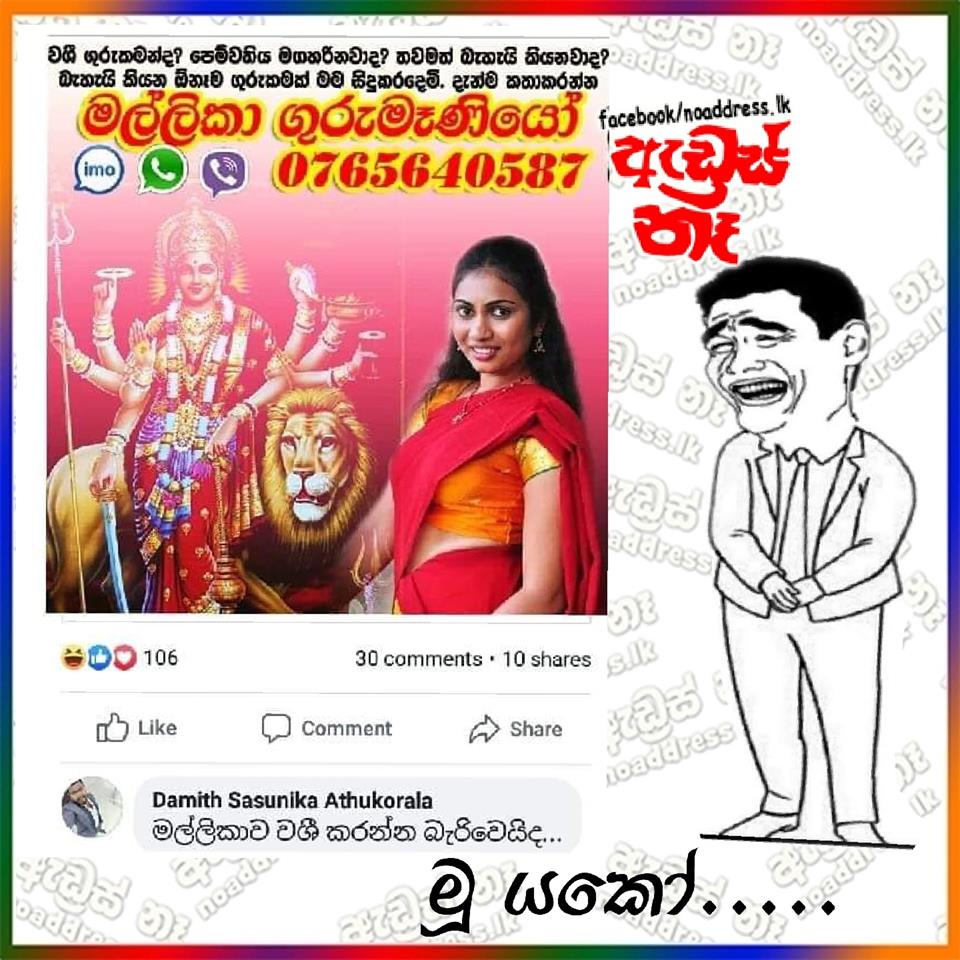 වශී ගුරුකමන්ද? පෙම්වතිය මගහරිනවාද? තවමත් බැහැයි කියනවාද?
බැහැයි කියන ඕනෑම ගුරුකමක් මම සිදුකරදෙමි. දැන්ම කතාකරන්න
මල්ලිකා ගුරුමෑණියෝ
imo
0765640587
facebook/noaddress.lk
ඇඩ්‍රස්
නෑ
106
30 comments • 10 shares
Like
Comment
Share
Damith Sasunika Athukorala
මල්ලිකාව වශී කරන්න බැරිවෙයිද...
මූ යකෝ.....